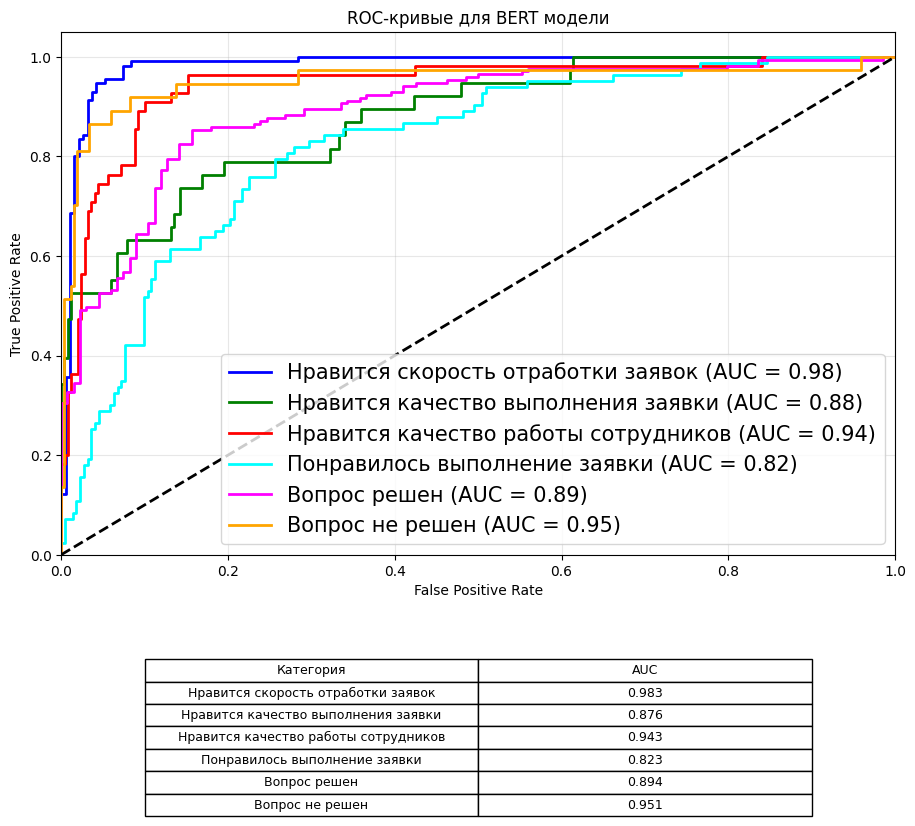 ROC-кривые для BERT модели
1.0
0.8
0.6
0.4
0.2
0.0
True Positive Rate
Нравится скорость отработки заявок (AUC = 0.98)
Нравится качество выполнения заявки (AUC = 0.88)
Нравится качество работы сотрудников (AUC = 0.94)
Понравилось выполнение заявки (AUC = 0.82)
Вопрос решен (AUC = 0.89)
Вопрос не решен (AUC = 0.95)
0.0 0.2 0.4 0.6 0.8 1.0
False Positive Rate
Категория AUC
Нравится скорость отработки заявок 0.983
Нравится качество выполнения заявки 0.876
Нравится качество работы сотрудников 0.943
Понравилось выполнение заявки 0.823
Вопрос решен 0.894
Вопрос не решен 0.951